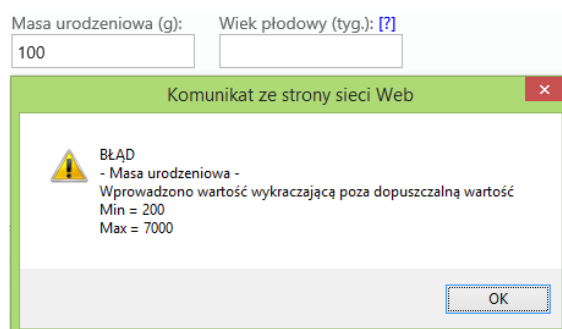 Masa urodzeniowa (g): Wiek płodowy (tyg.): [?]
100
Komunikat ze strony sieci Web
BŁĄD
- Masa urodzeniowa -
Wprowadzono wartość wykraczającą poza dopuszczalną wartość
Min = 200
Max = 7000
OK